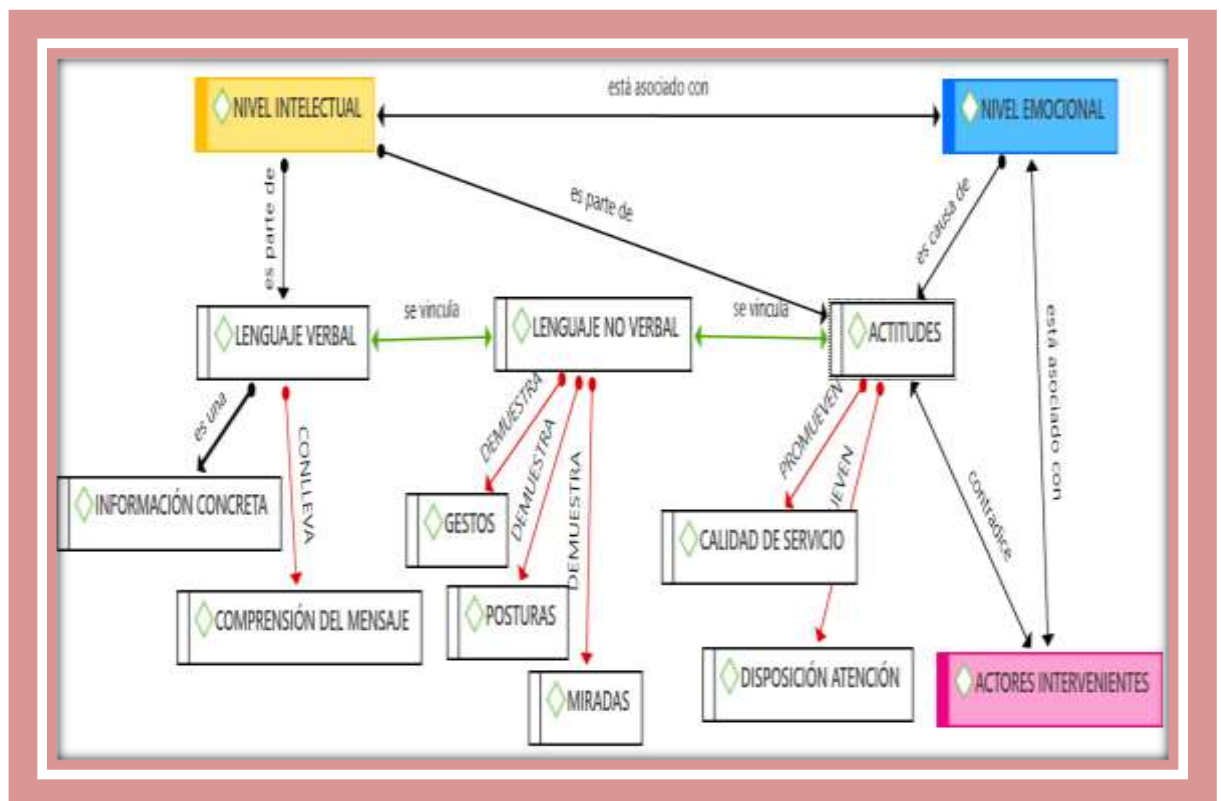 está asociado con
NIVEL INTELECTUAL
NIVEL EMOCIONAL
es parte de
es parte de
es causa de
está asociado con
LENGUAJE VERBAL
se vincula
LENGUAJE NO VERBAL
se vincula
ACTITUDES
es una
CONLLEVA
DEMUESTRA
DEMUESTRA
DEMUESTRA
PROMUEVEN
UEVEN
contradice
INFORMACIÓN CONCRETA
GESTOS
CALIDAD DE SERVICIO
COMPRENSIÓN DEL MENSAJE
POSTURAS
MIRADAS
DISPOSICIÓN ATENCIÓN
ACTORES INTERVENIENTES